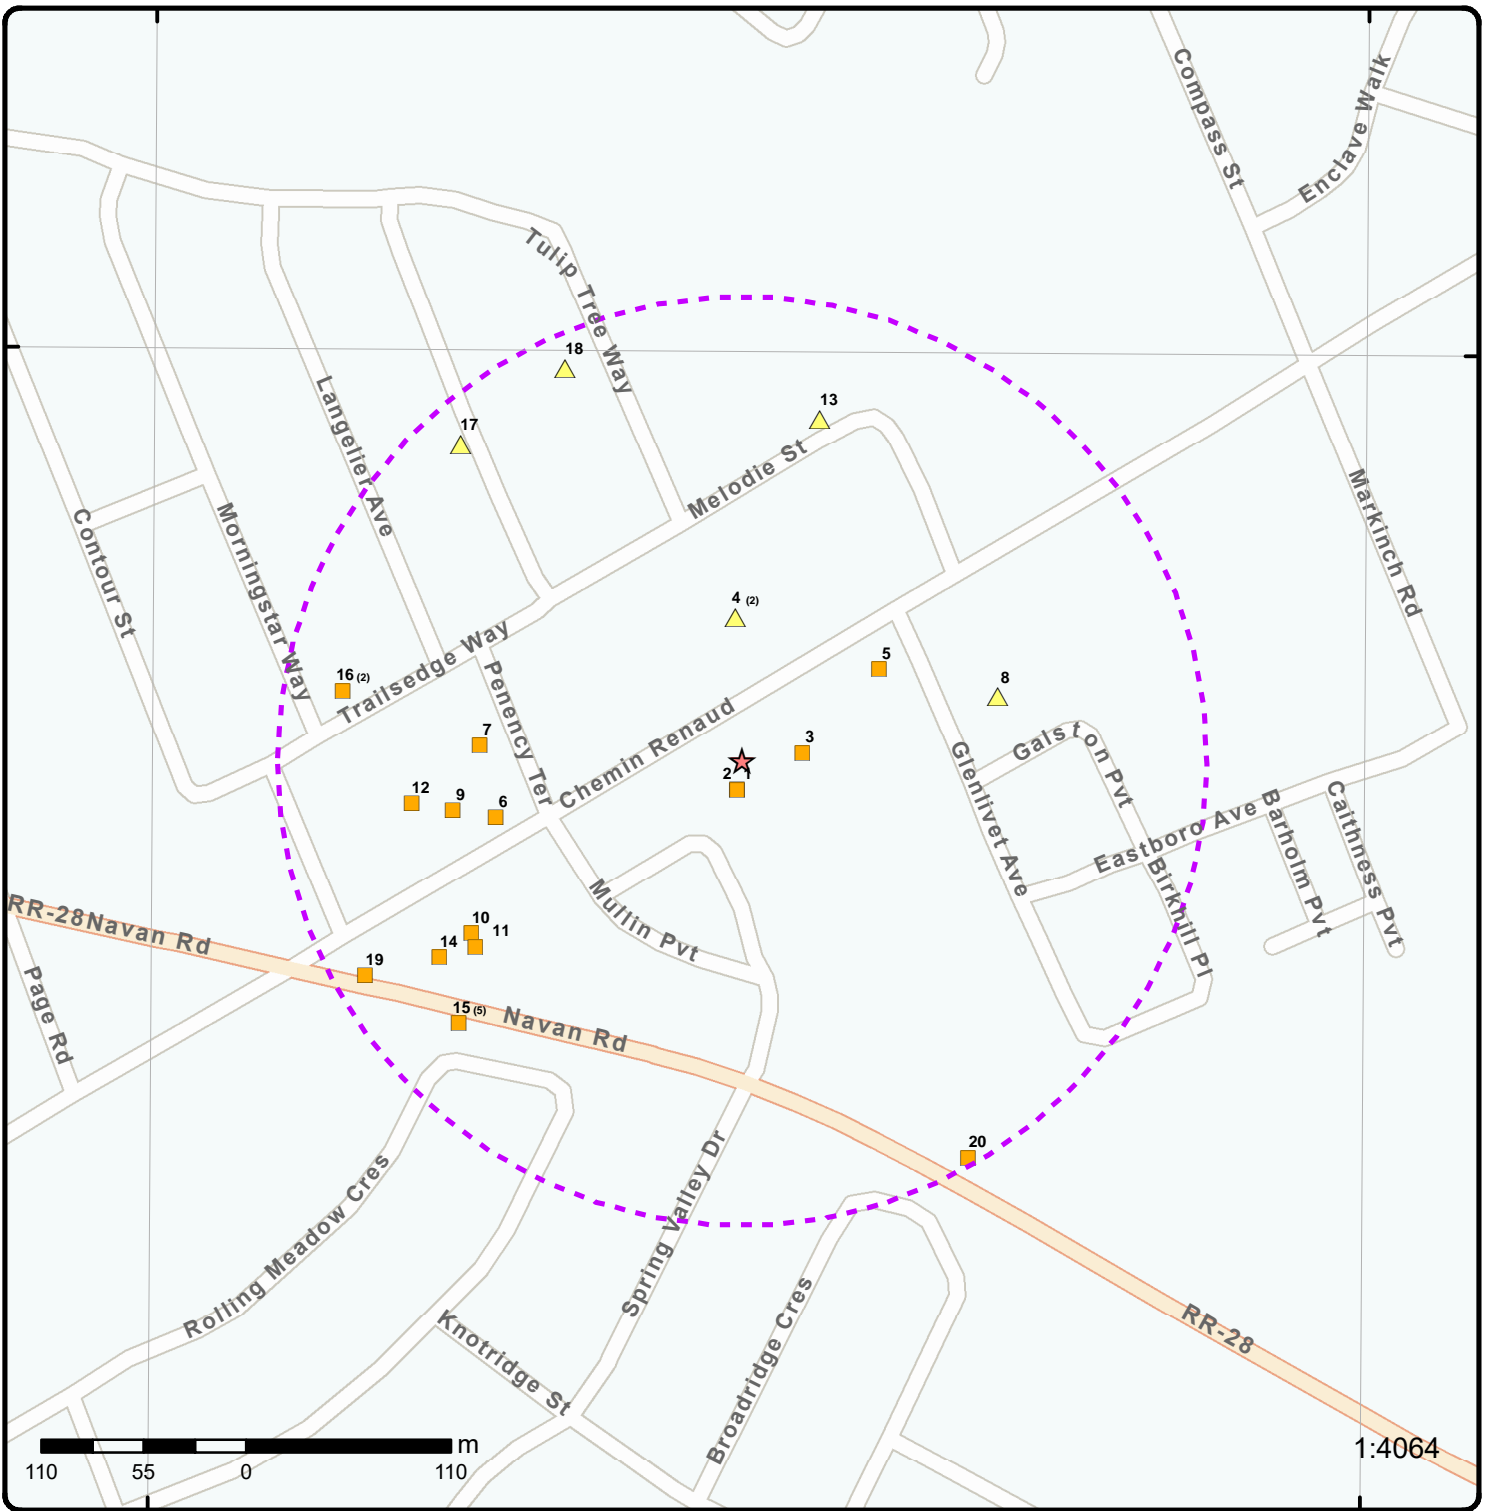 Compass St
Enclave Walk
Tulip Tree Way
18
13
17
Langelier Ave
Melodie St
Markinch Rd
Contour St
Morningstar Way
4 (2)
5
16 (2)
Trailsedge Way
Penency Ter
8
7
Chemin Renaud
3
Galston Pvt
2 1
Glenlivet Ave
12
9
6
Eastboro Ave
Barholm Pvt
Caithness Pvt
Birkhill Pl
Mullin Pvt
RR-28
Navan Rd
10
11
14
19
Page Rd
15 (5)
Navan Rd
20
Spring Valley Dr
Rolling Meadow Cres
Broadridge Cres
Knotridge St
RR-28
m
110 55 0 110
1:4064